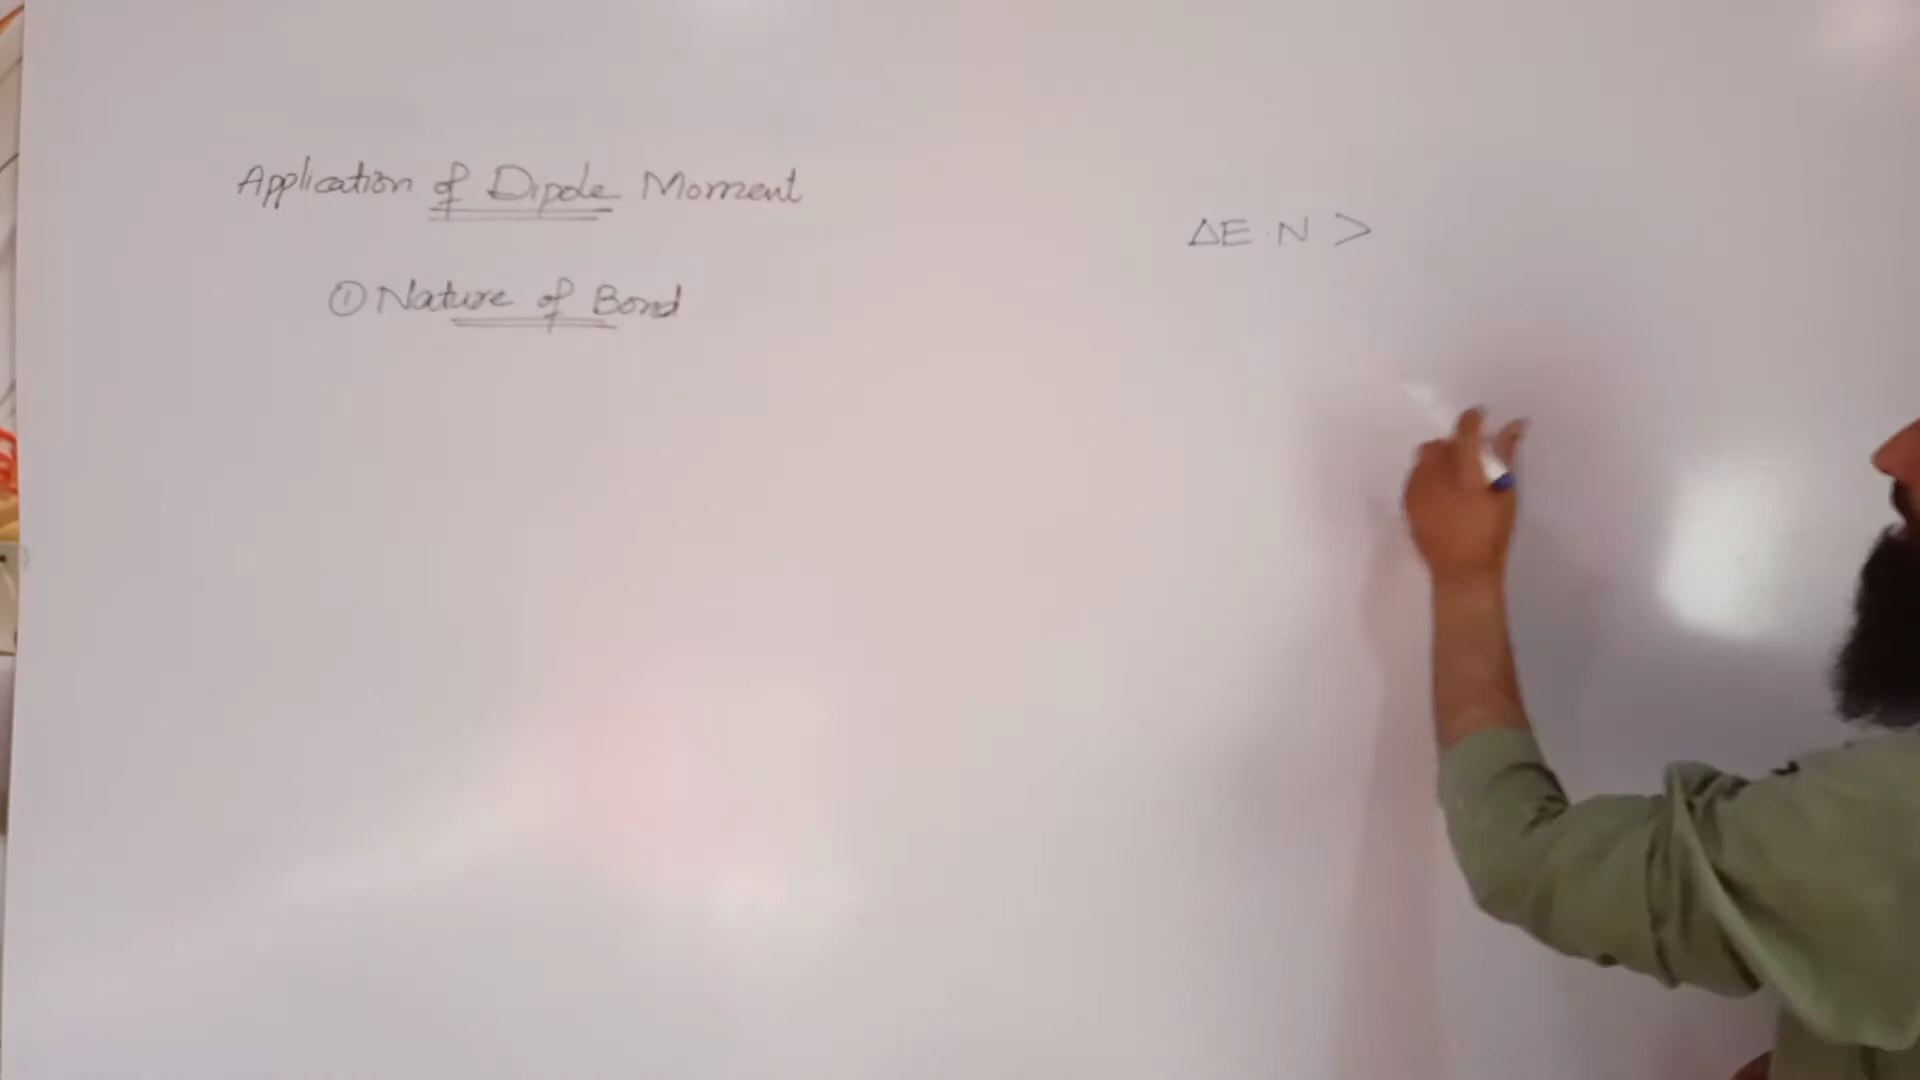 Application of Dipole Moment
① Nature of Bond
ΔE·N >